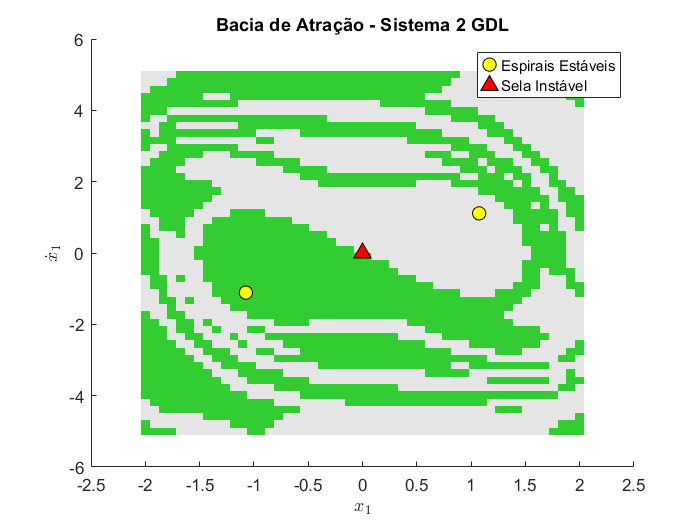 Bacia de Atração - Sistema 2 GDL
Espirais Estáveis
Sela Instável
6
4
2
0
-2
-4
-6
ẋ₁
-2.5 -2 -1.5 -1 -0.5 0 0.5 1 1.5 2 2.5
x₁